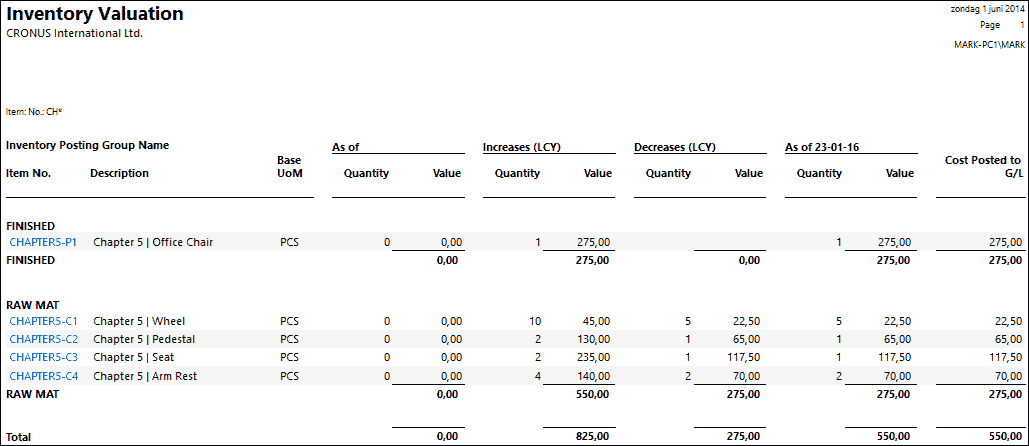 Inventory Valuation
zondag 1 juni 2014
CRONUS International Ltd.
Page 1
MARK-PC1\MARK
Item: No.: CH*
Inventory Posting Group Name As of Increases (LCY) Decreases (LCY) As of 23-01-16
Base Cost Posted to
Item No. Description UoM Quantity Value Quantity Value Quantity Value Quantity Value G/L
FINISHED
CHAPTER5-P1 Chapter 5 | Office Chair PCS 0 0,00 1 275,00 1 275,00 275,00
FINISHED 0,00 275,00 0,00 275,00 275,00
RAW MAT
CHAPTER5-C1 Chapter 5 | Wheel PCS 0 0,00 10 45,00 5 22,50 5 22,50 22,50
CHAPTER5-C2 Chapter 5 | Pedestal PCS 0 0,00 2 130,00 1 65,00 1 65,00 65,00
CHAPTER5-C3 Chapter 5 | Seat PCS 0 0,00 2 235,00 1 117,50 1 117,50 117,50
CHAPTER5-C4 Chapter 5 | Arm Rest PCS 0 0,00 4 140,00 2 70,00 2 70,00 70,00
RAW MAT 0,00 550,00 275,00 275,00 275,00
Total 0,00 825,00 275,00 550,00 550,00